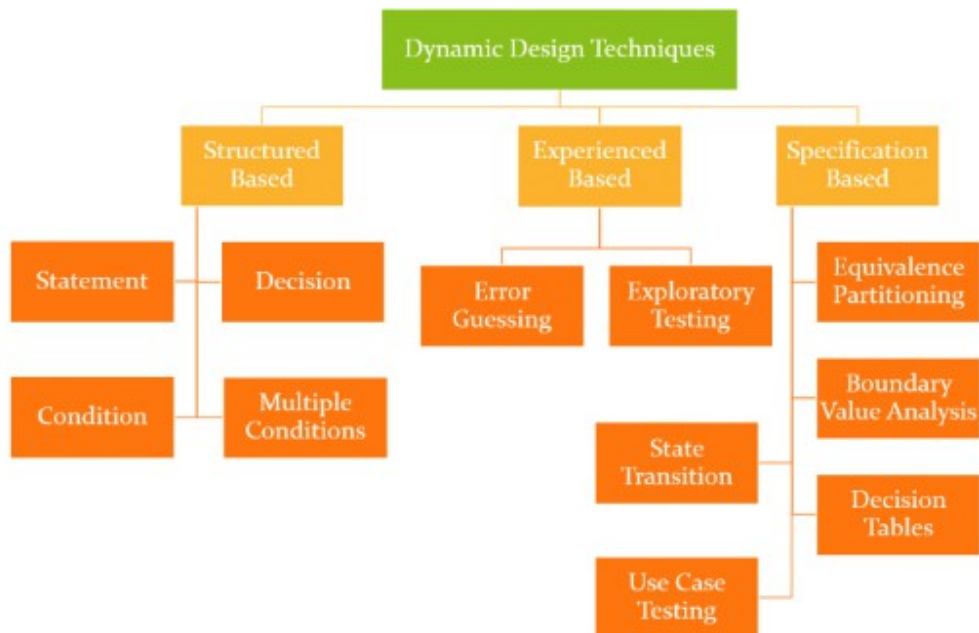 Dynamic Design Techniques
Structured
Based
Experienced
Based
Specification
Based
Statement
Decision
Condition
Multiple
Conditions
Error
Guessing
Exploratory
Testing
Equivalence
Partitioning
Boundary
Value Analysis
State
Transition
Decision
Tables
Use Case
Testing